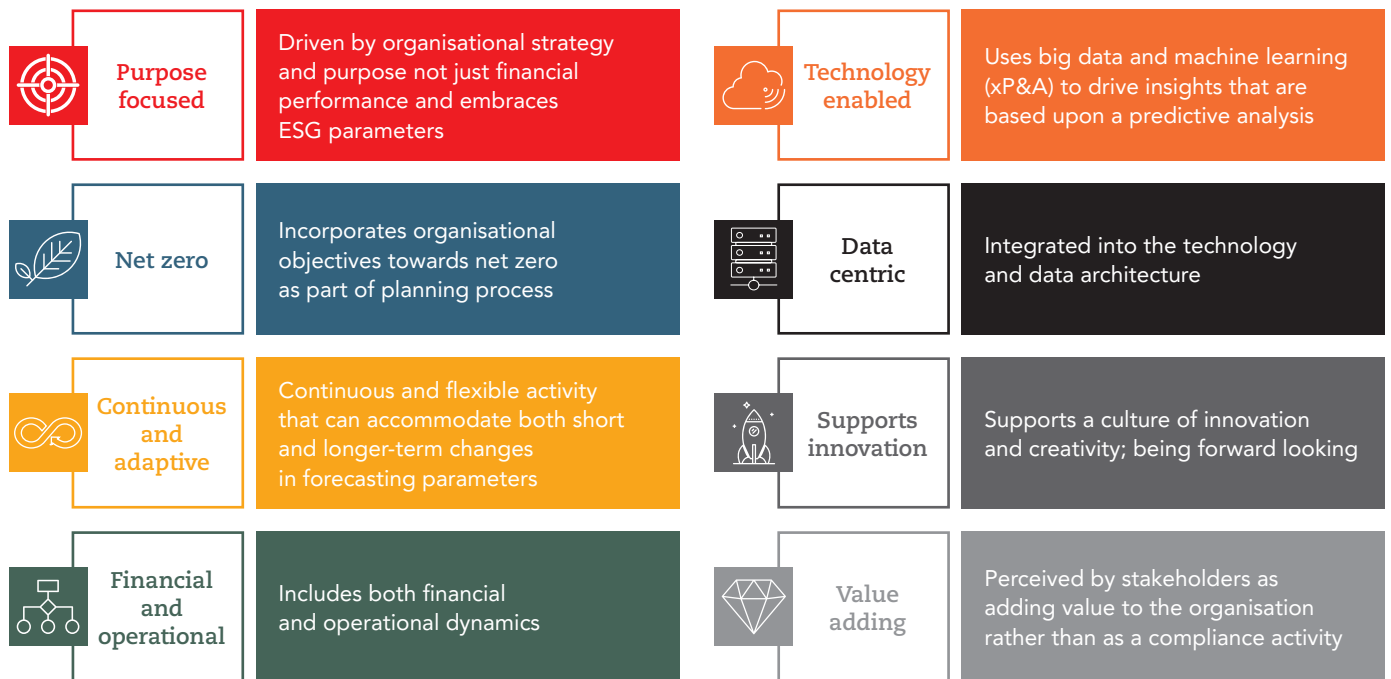 Purpose
focused
Driven by organisational strategy
and purpose not just financial
performance and embraces
ESG parameters
Net zero
Incorporates organisational
objectives towards net zero
as part of planning process
Continuous
and
adaptive
Continuous and flexible activity
that can accommodate both short
and longer-term changes
in forecasting parameters
Financial
and
operational
Includes both financial
and operational dynamics
Technology
enabled
Uses big data and machine learning
(xP&A) to drive insights that are
based upon a predictive analysis
Data
centric
Integrated into the technology
and data architecture
Supports
innovation
Supports a culture of innovation
and creativity; being forward looking
Value
adding
Perceived by stakeholders as
adding value to the organisation
rather than as a compliance activity